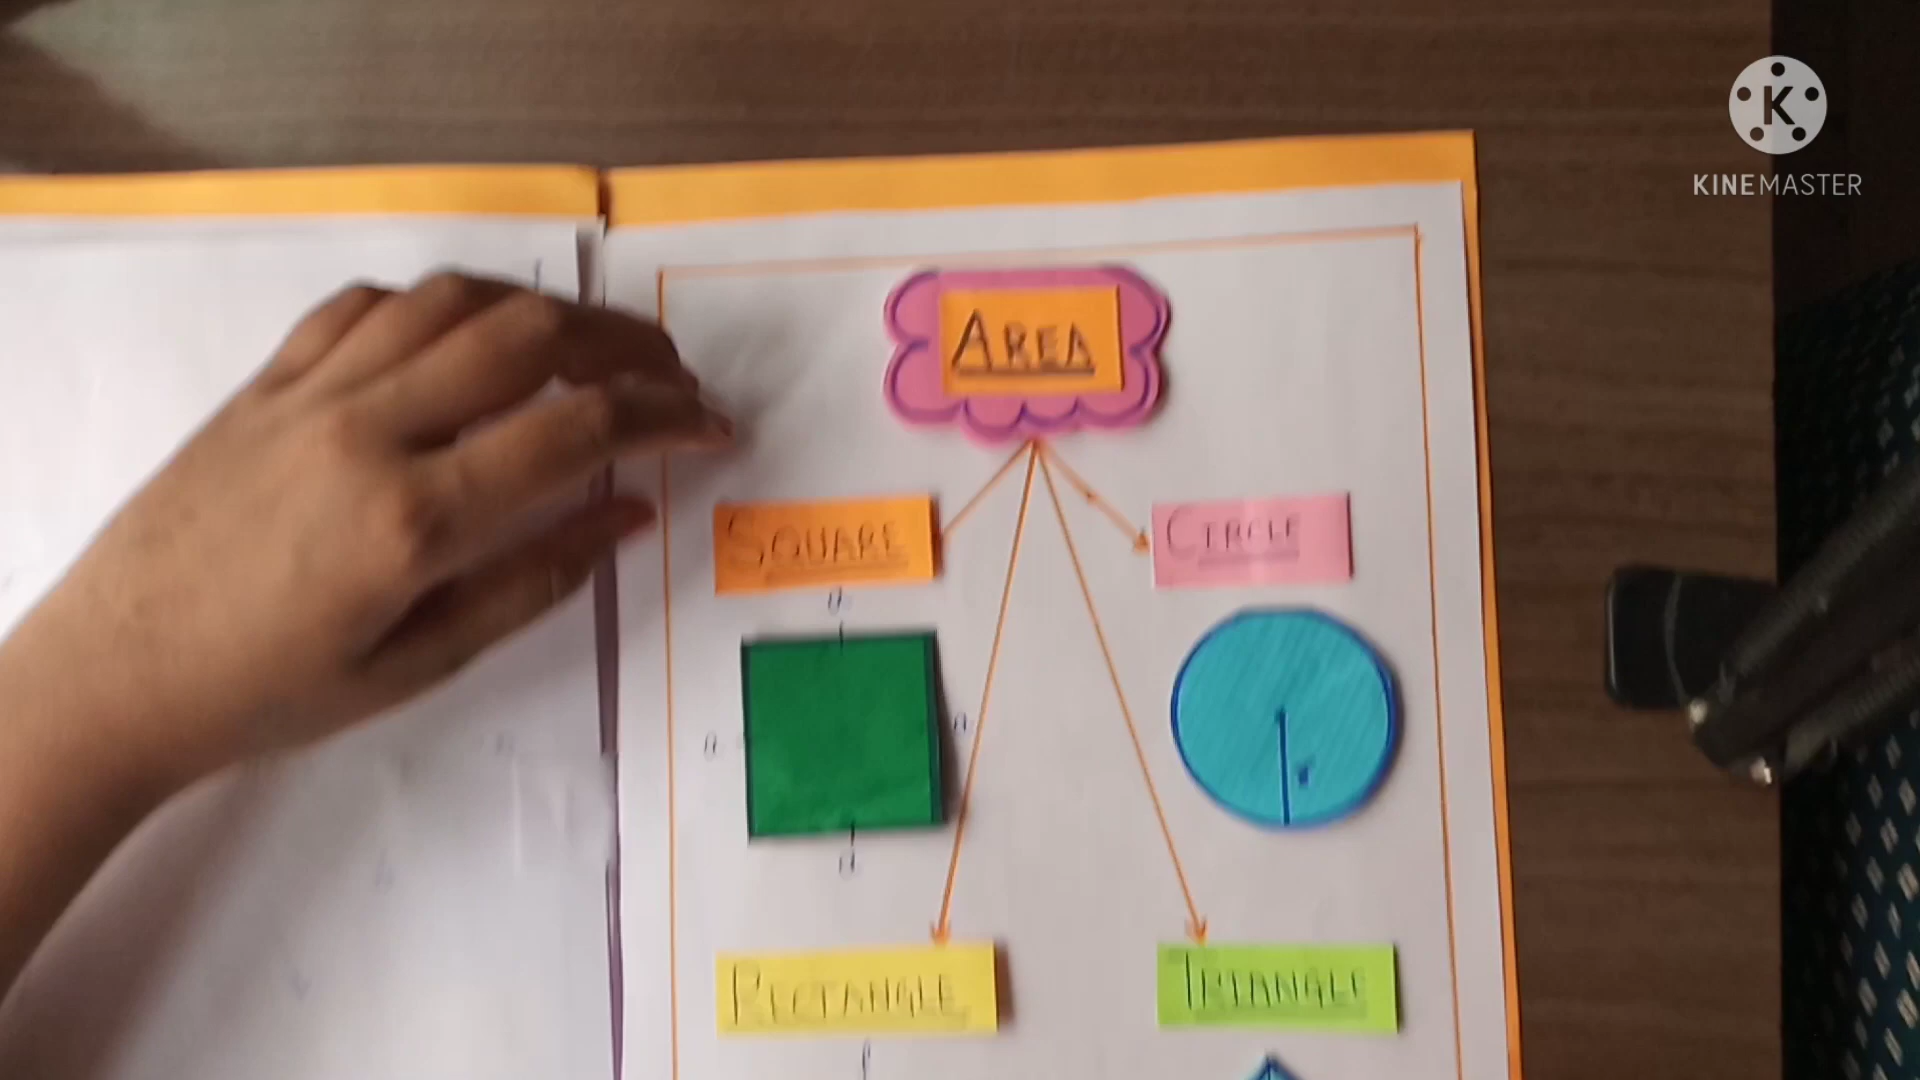 KINEMASTER
AREA
SQUARE
CIRCLE
a
a
a
a
RECTANGLE
TRIANGLE